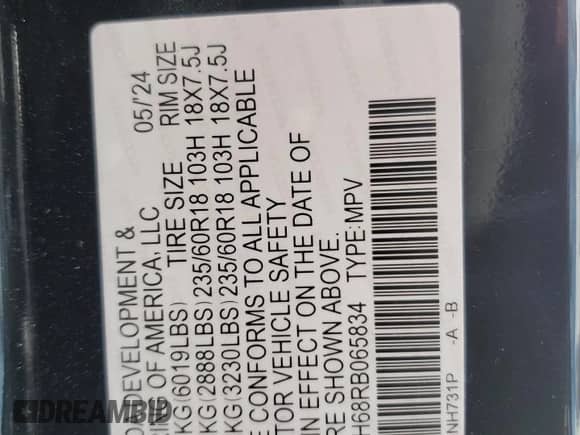 DEVELOPMENT & 05/'24
OF AMERICA, LLC
TIRE SIZE RIM SIZE
KG(6019LBS)
KG(2888LBS) 235/60R18 103H 18X7.5J
KG(3230LBS) 235/60R18 103H 18X7.5J
E CONFORMS TO ALL APPLICABLE
TOR VEHICLE SAFETY
IN EFFECT ON THE DATE OF
RE SHOWN ABOVE.
H68RB065834 TYPE:MPV
NH731P -A -B
DREAMBID